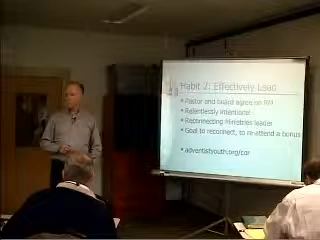 Habit 2: Effectively Lead
Pastor and board agree on RM
Relentlessly intentional
Reconnecting Ministries leader
Goal to reconnect, to re-attend a bonus
adventistyouth.org/car